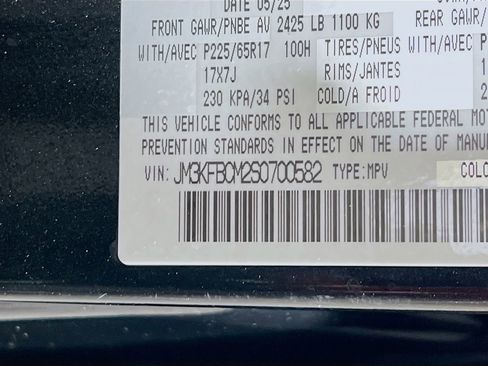 DATE 05/25
FRONT GAWR/PNBE AV 2425 LB 1100 KG REAR GAWR/
WITH/AVEC P225/65R17 100H TIRES/PNEUS WITH/AVEC
17X7J RIMS/JANTES
230 KPA/34 PSI COLD/A FROID
THIS VEHICLE CONFORMS TO ALL APPLICABLE FEDERAL MOT
PREVENTION STANDARDS IN EFFECT ON THE DATE OF MANU
VIN: JM3KFBCM2S0700582 TYPE:MPV COLO